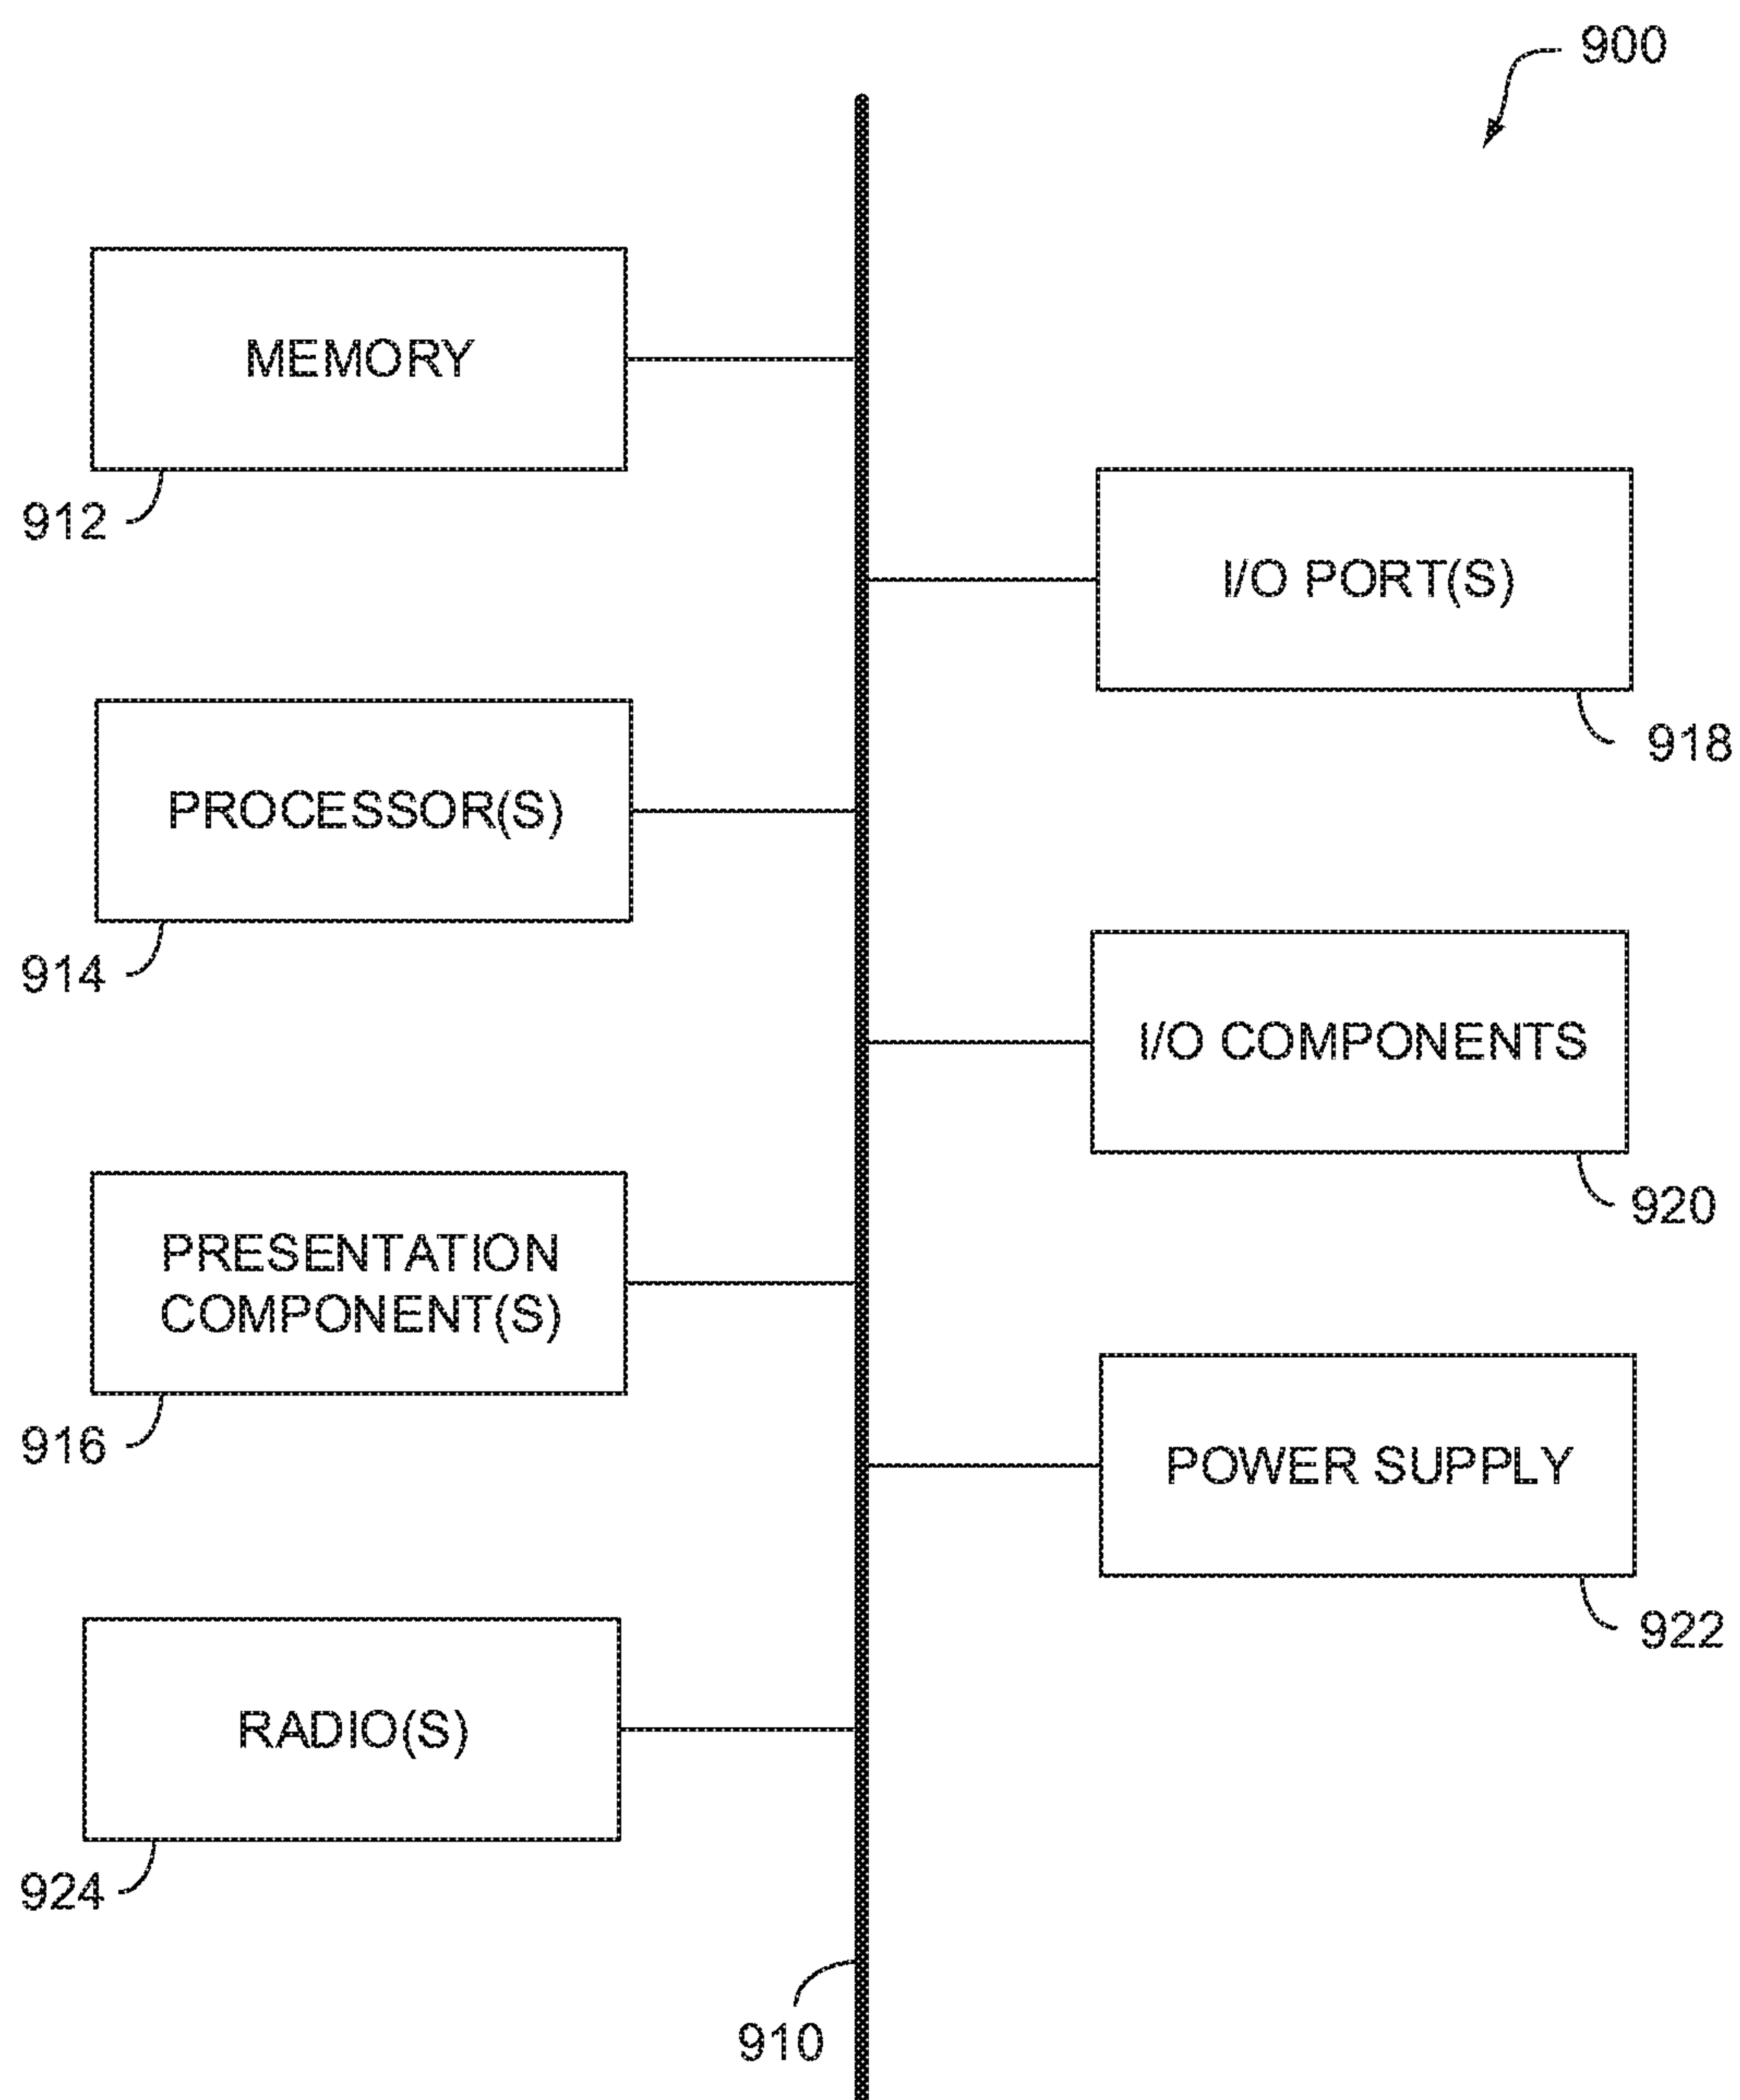 900
MEMORY
912
I/O PORT(S)
918
PROCESSOR(S)
914
I/O COMPONENTS
920
PRESENTATION
COMPONENT(S)
916
POWER SUPPLY
922
RADIO(S)
924
910